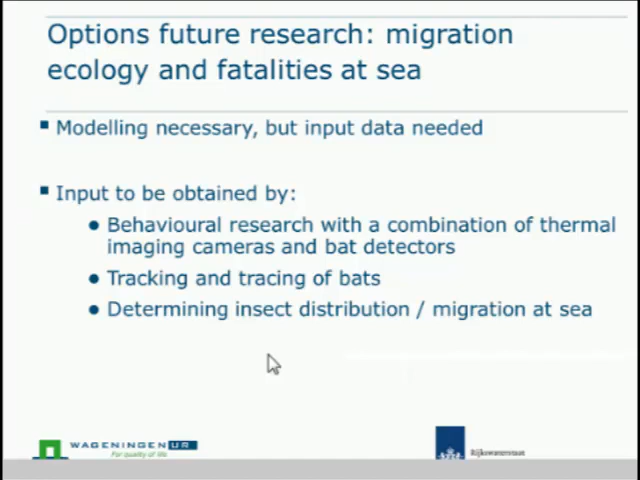 Options future research: migration
ecology and fatalities at sea
Modelling necessary, but input data needed
Input to be obtained by:
Behavioural research with a combination of thermal
imaging cameras and bat detectors
Tracking and tracing of bats
Determining insect distribution / migration at sea
WAGENINGEN UR
For quality of life
Rijkswaterstaat